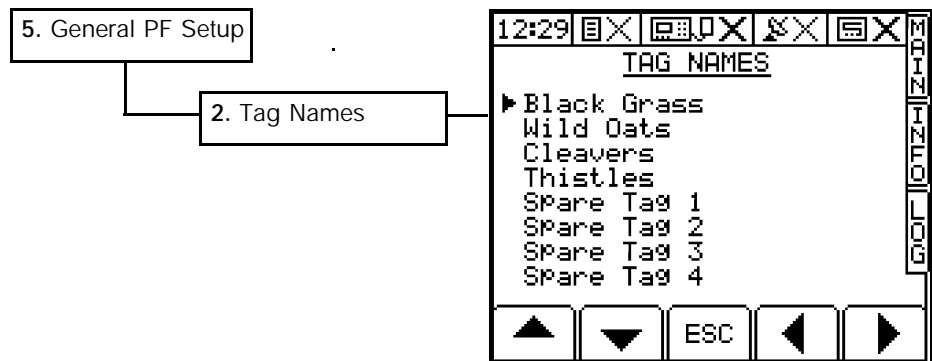 5. General PF Setup
2. Tag Names
12:29
TAG NAMES
Black Grass
Wild Oats
Cleavers
Thistles
Spare Tag 1
Spare Tag 2
Spare Tag 3
Spare Tag 4
MAIN
INFO
LOG
ESC